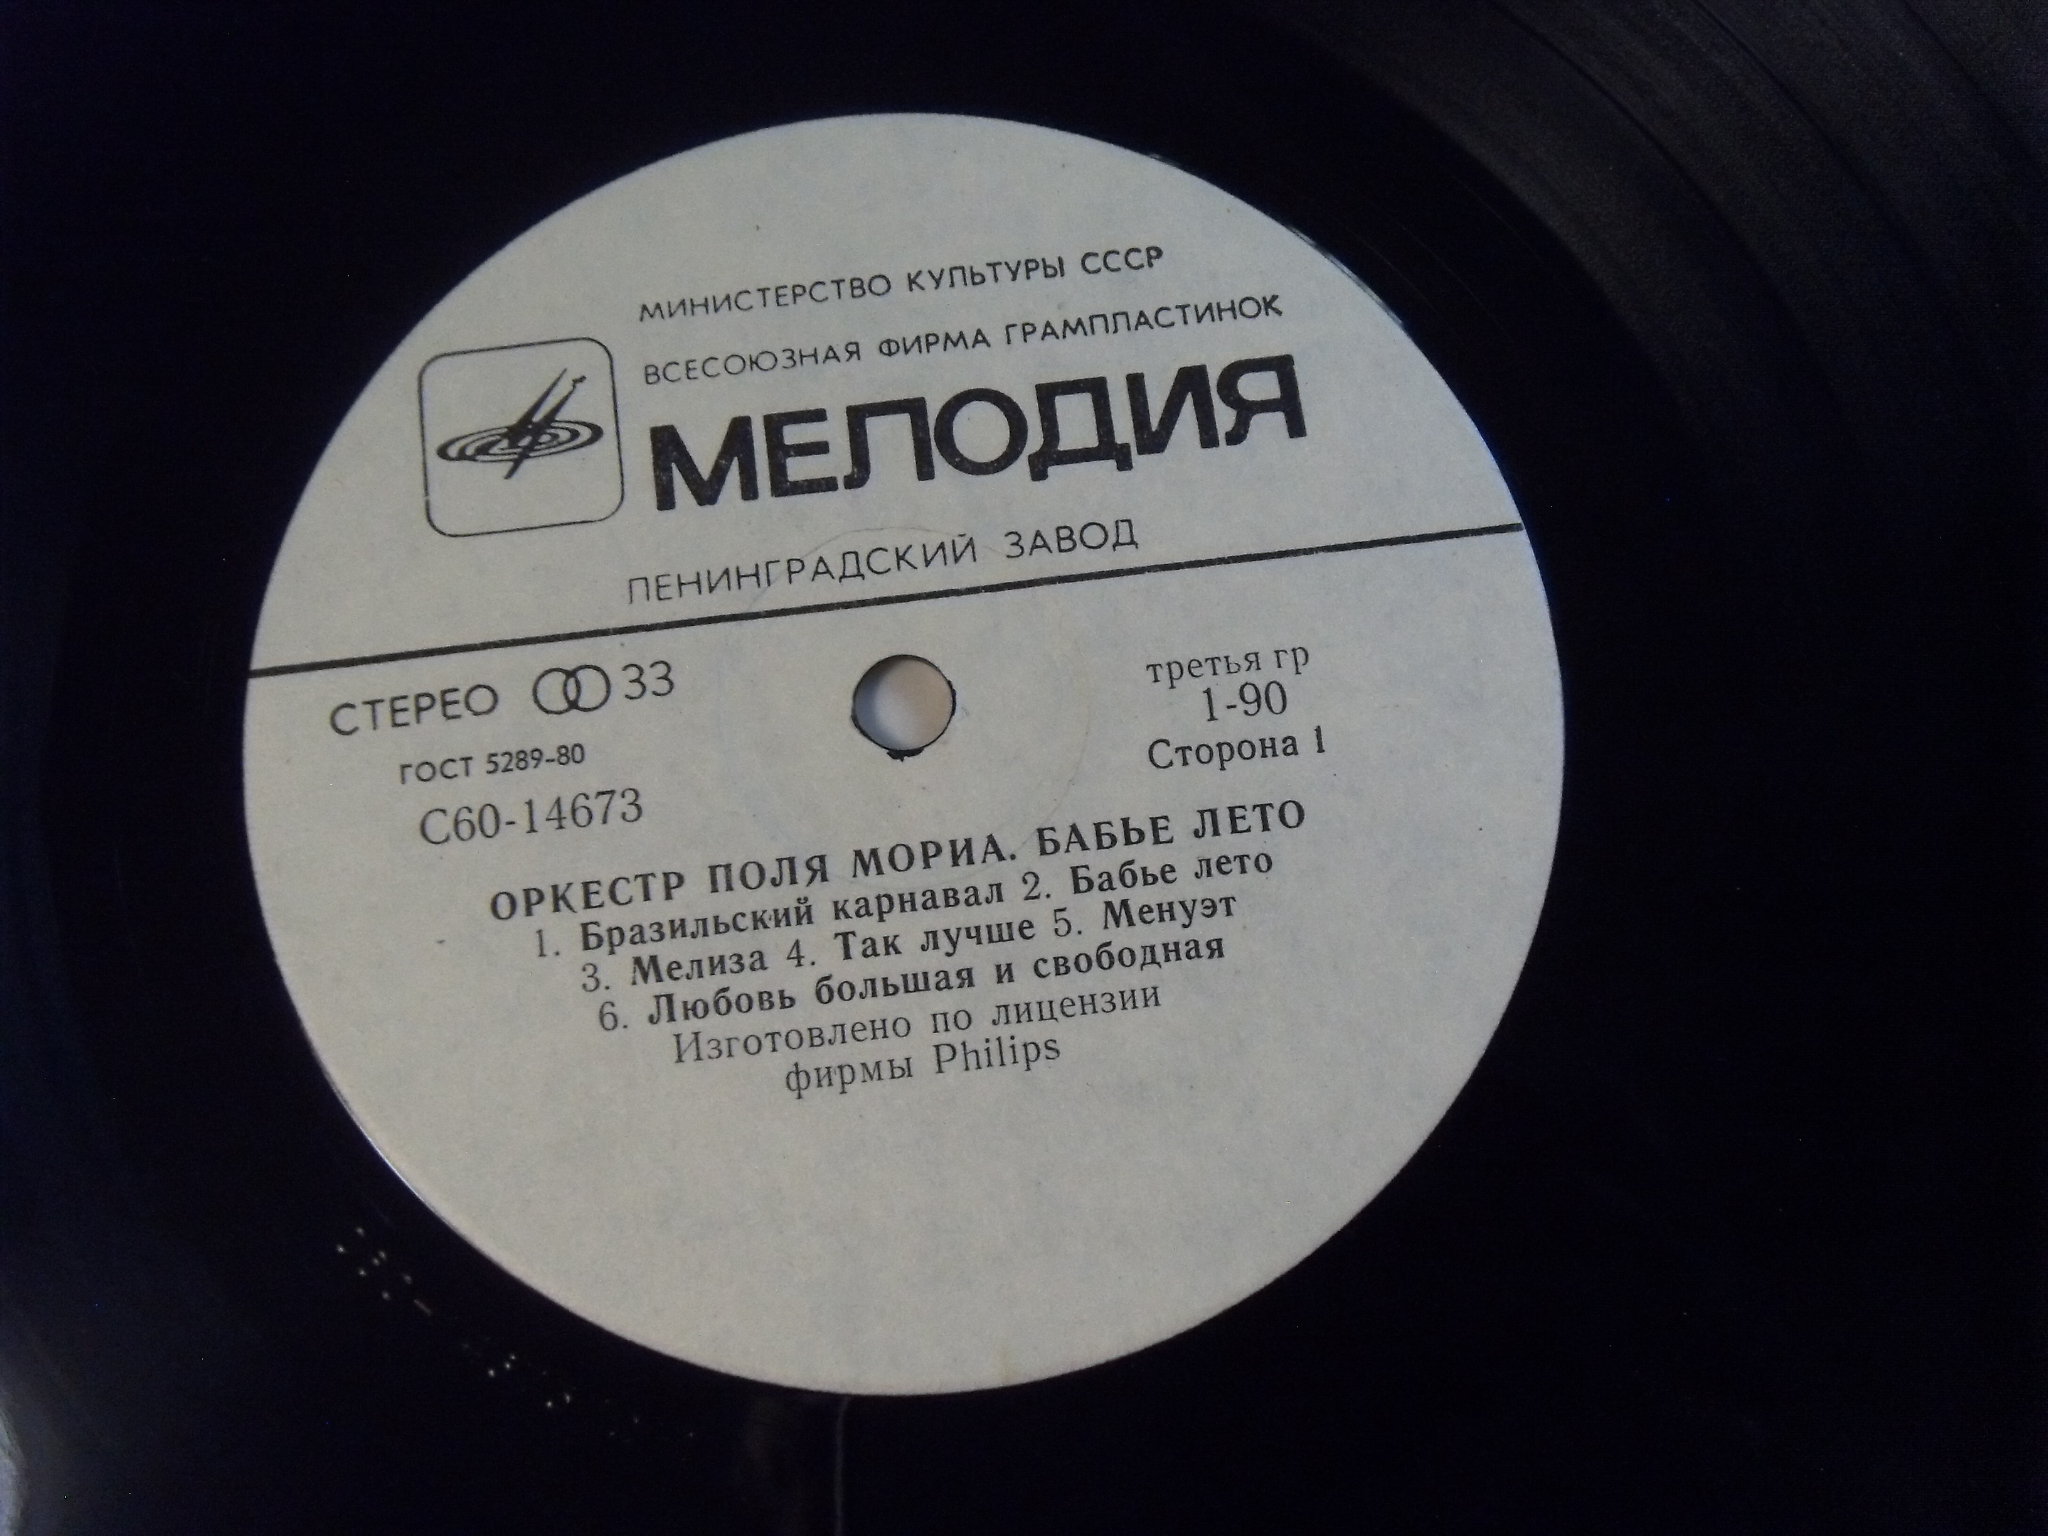 МИНИСТЕРСТВО КУЛЬТУРЫ СССР
ВСЕСОЮЗНАЯ ФИРМА ГРАМПЛАСТИНОК
МЕЛОДИЯ
ЛЕНИНГРАДСКИЙ ЗАВОД
СТЕРЕО 33
ГОСТ 5289-80
С60-14673
третья гр
1-90
Сторона 1
ОРКЕСТР ПОЛЯ МОРИА. БАБЬЕ ЛЕТО
1. Бразильский карнавал 2. Бабье лето
3. Мелиза 4. Так лучше 5. Менуэт
6. Любовь большая и свободная
Изготовлено по лицензии
фирмы Philips